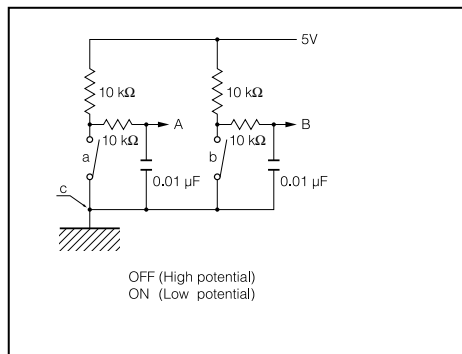 5V
10 kΩ
10 kΩ
A
B
10 kΩ
10 kΩ
a
b
0.01 µF
0.01 µF
c
OFF (High potential)
ON (Low potential)